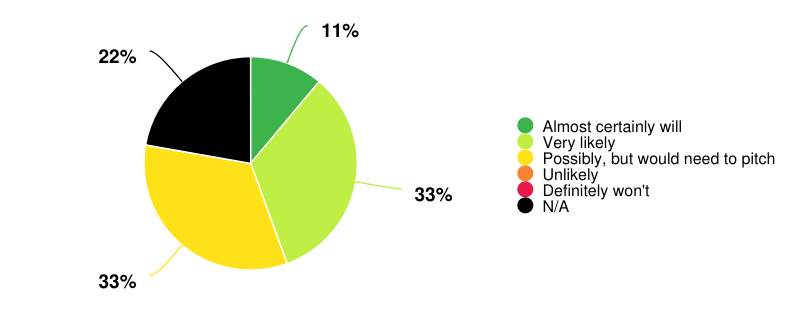 11%
22%
33%
33%
Almost certainly will
Very likely
Possibly, but would need to pitch
Unlikely
Definitely won't
N/A